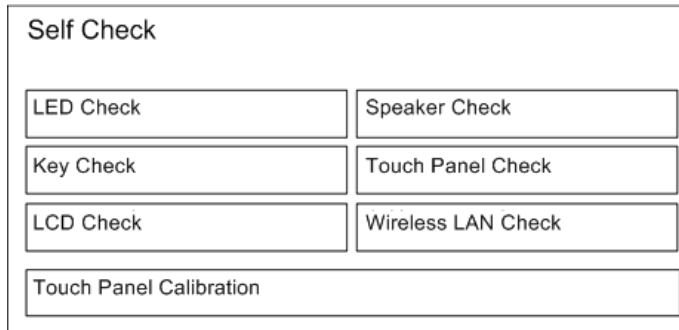 Self Check
LED Check
Speaker Check
Key Check
Touch Panel Check
LCD Check
Wireless LAN Check
Touch Panel Calibration